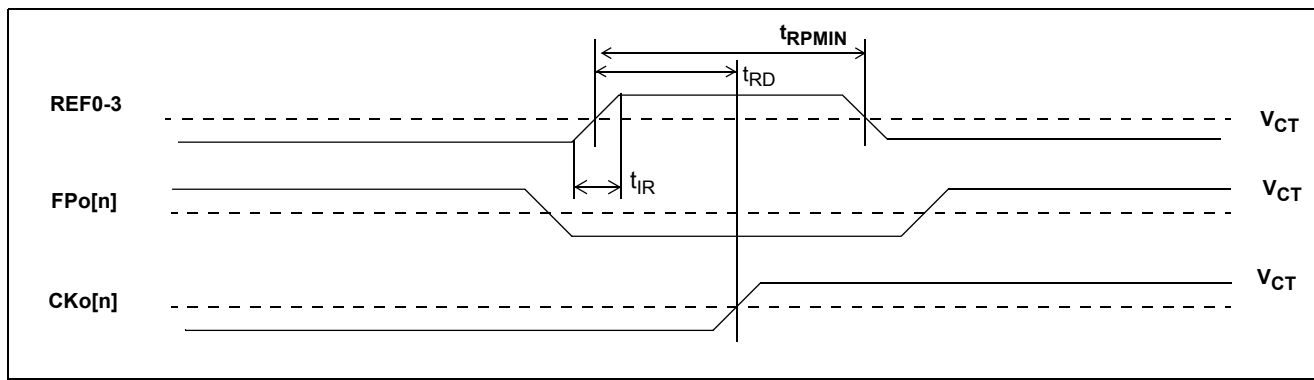 tRPMIN
tRD
REF0-3
VCT
tIR
FPo[n]
VCT
CKo[n]
VCT